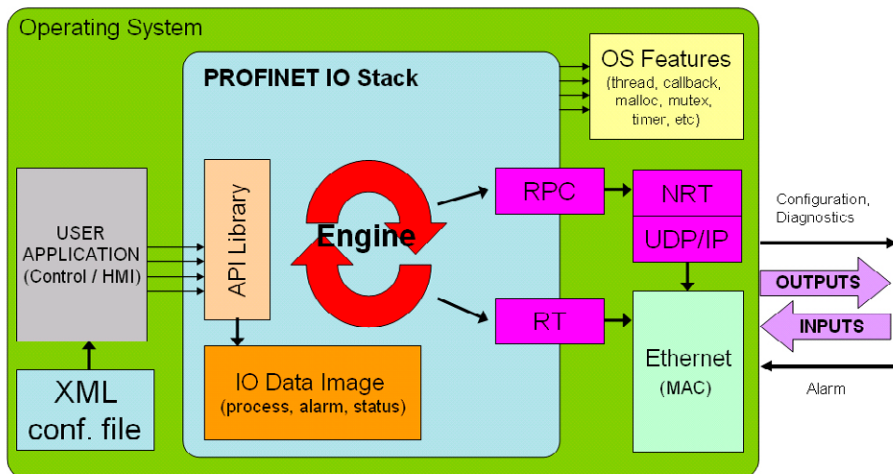 Operating System
PROFINET IO Stack
OS Features
(thread, callback,
malloc, mutex,
timer, etc)
USER
APPLICATION
(Control / HMI)
API Library
Engine
RPC
NRT
UDP/IP
RT
Ethernet
(MAC)
IO Data Image
(process, alarm, status)
XML
conf. file
Configuration,
Diagnostics
OUTPUTS
INPUTS
Alarm